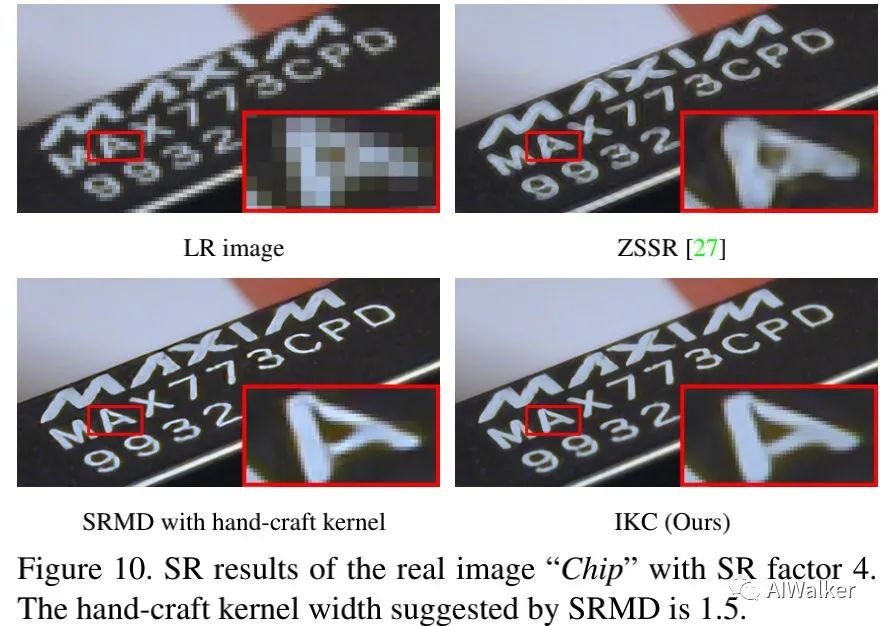 MAXIM
MAX773CPD
9932
A
MAXIM
MAX773CPD
9932
A
LR image
ZSSR [27]
MAXIM
MAX773CPD
9932
A
MAXIM
MAX773CPD
9932
A
SRMD with hand-craft kernel
IKC (Ours)
Figure 10. SR results of the real image “Chip” with SR factor 4.
The hand-craft kernel width suggested by SRMD is 1.5.
AIWalker